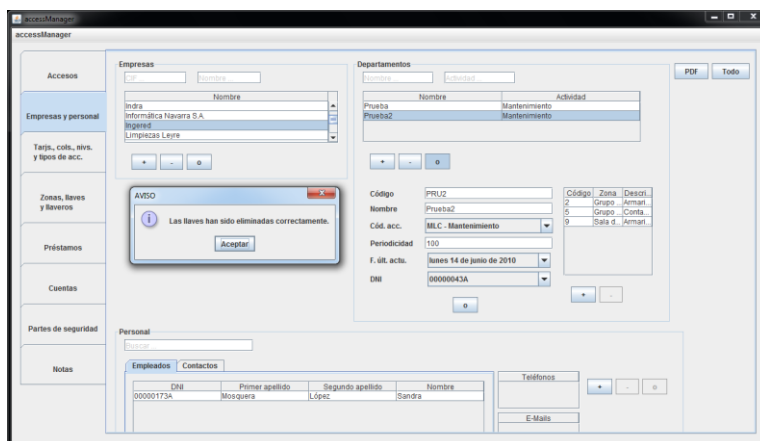 accessManager
accessManager
Accesos
Empresas y personal
Tarjs., cols., nivs.
y tipos de acc.
Zonas, llaves
y llaveros
Préstamos
Cuentas
Partes de seguridad
Notas
Empresas
CIF ...
Nombre ...
Nombre
Indra
Informática Navarra S.A.
Ingered
Limpiezas Leyre
+ - o
Departamentos
Nombre ...
Actividad...
Nombre Actividad
Prueba Mantenimiento
Prueba2 Mantenimiento
+ - o
PDF Todo
AVISO
Las llaves han sido eliminadas correctamente.
Aceptar
Código PRU2
Nombre Prueba2
Cód. acc. MLC - Mantenimiento
Periodicidad 100
F. últ. actu. lunes 14 de junio de 2010
DNI 00000043A
o
Código Zona Descri...
2 Grupo ... Armari...
5 Grupo ... Conta...
9 Sala d... Armari...
+ -
Personal
Buscar...
Empleados Contactos
DNI Primer apellido Segundo apellido Nombre
00000173A Mosquera López Sandra
Teléfonos
+ - o
E-Mails